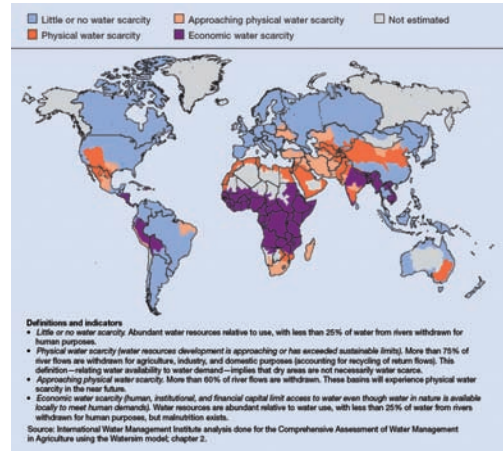 Little or no water scarcity Approaching physical water scarcity Not estimated
Physical water scarcity Economic water scarcity
Definitions and indicators
• Little or no water scarcity. Abundant water resources relative to use, with less than 25% of water from rivers withdrawn for
human purposes.
• Physical water scarcity (water resources development is approaching or has exceeded sustainable limits). More than 75%
of river flows are withdrawn for agriculture, industry, and domestic purposes (accounting for recycling of return flows). This
definition—relating water availability to water demand—implies that dry areas are not necessarily water scarce.
• Approaching physical water scarcity. More than 60% of river flows are withdrawn. These basins will experience physical water
scarcity in the near future.
• Economic water scarcity (human, institutional, and financial capital limit access to water even though water in nature is available
locally to meet human demands). Water resources are abundant relative to water use, with less than 25% of water from rivers
withdrawn for human purposes, but malnutrition exists.
Source: International Water Management Institute analysis done for the Comprehensive Assessment of Water Management
in Agriculture using the Watersim model; chapter 2.